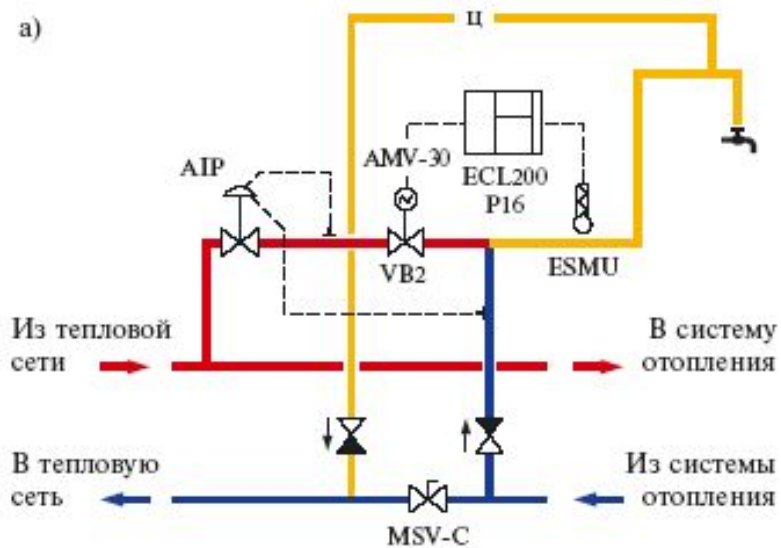 а)
Ц
AMV-30
ECL200
P16
AIP
VB2
ESMU
Из тепловой
сети
В систему
отопления
В тепловую
сеть
Из системы
отопления
MSV-C